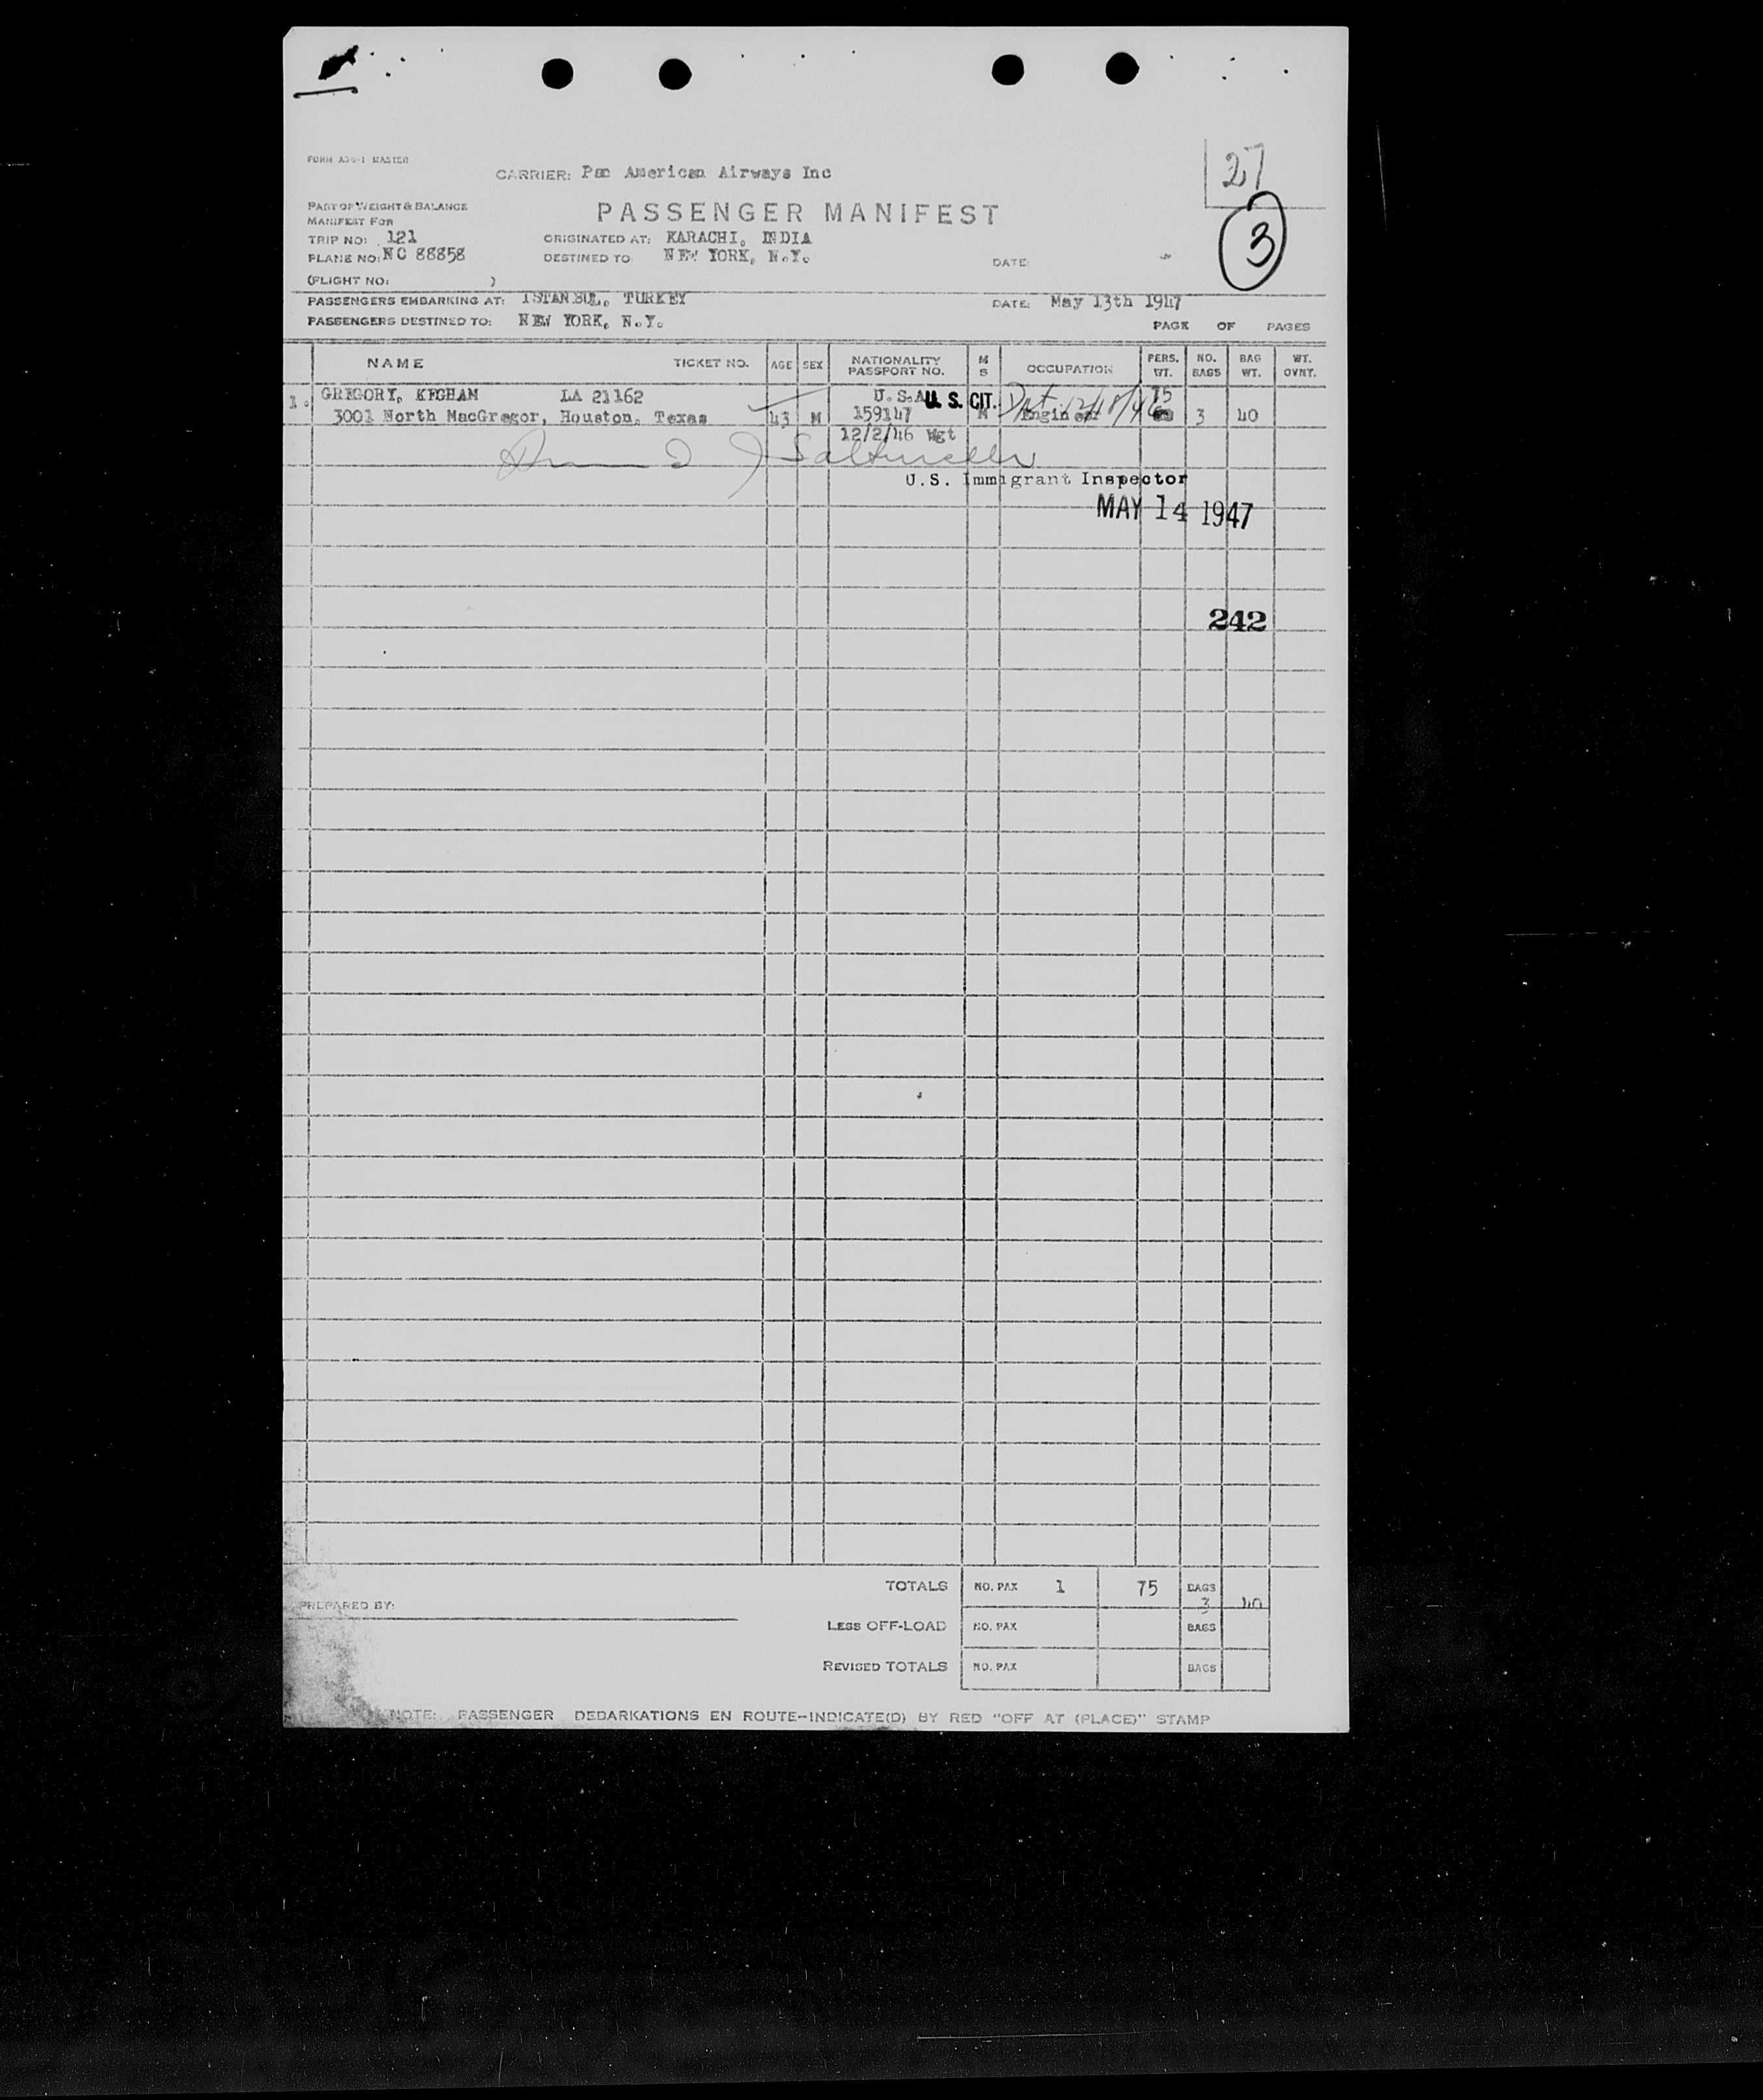 27
3
CARRIER: Pan American Airways Inc
PASSENGER MANIFEST
PART OF WEIGHT & BALANCE
MANIFEST FOR
TRIP NO: 121
PLANE NO: NC 88858
(FLIGHT NO: )
ORIGINATED AT: KARACHI, INDIA
DESTINED TO: NEW YORK, N.Y.
DATE:
PASSENGERS EMBARKING AT: ISTANBUL, TURKEY
DATE: May 13th 1947
PASSENGERS DESTINED TO: NEW YORK, N.Y.
PAGE OF PAGES
NAME TICKET NO. AGE SEX NATIONALITY PASSPORT NO. M S OCCUPATION PERS. WT. NO. BAGS BAG WT. WT. OVNT.
1. GREGORY, KEGHAM LA 21162 U.S.A U.S. CIT. 12/18/46 75
3001 North MacGregor, Houston, Texas 43 M 159147 M Engineer 3 40
12/2/46 Wgt
U.S. Immigrant Inspector
MAY 14 1947
242
TOTALS NO. PAX 1 75 BAGS 3 40
PREPARED BY:
LESS OFF-LOAD NO. PAX BAGS
REVISED TOTALS NO. PAX BAGS
NOTE: PASSENGER DEBARKATIONS EN ROUTE--INDICATE(D) BY RED "OFF AT (PLACE)" STAMP